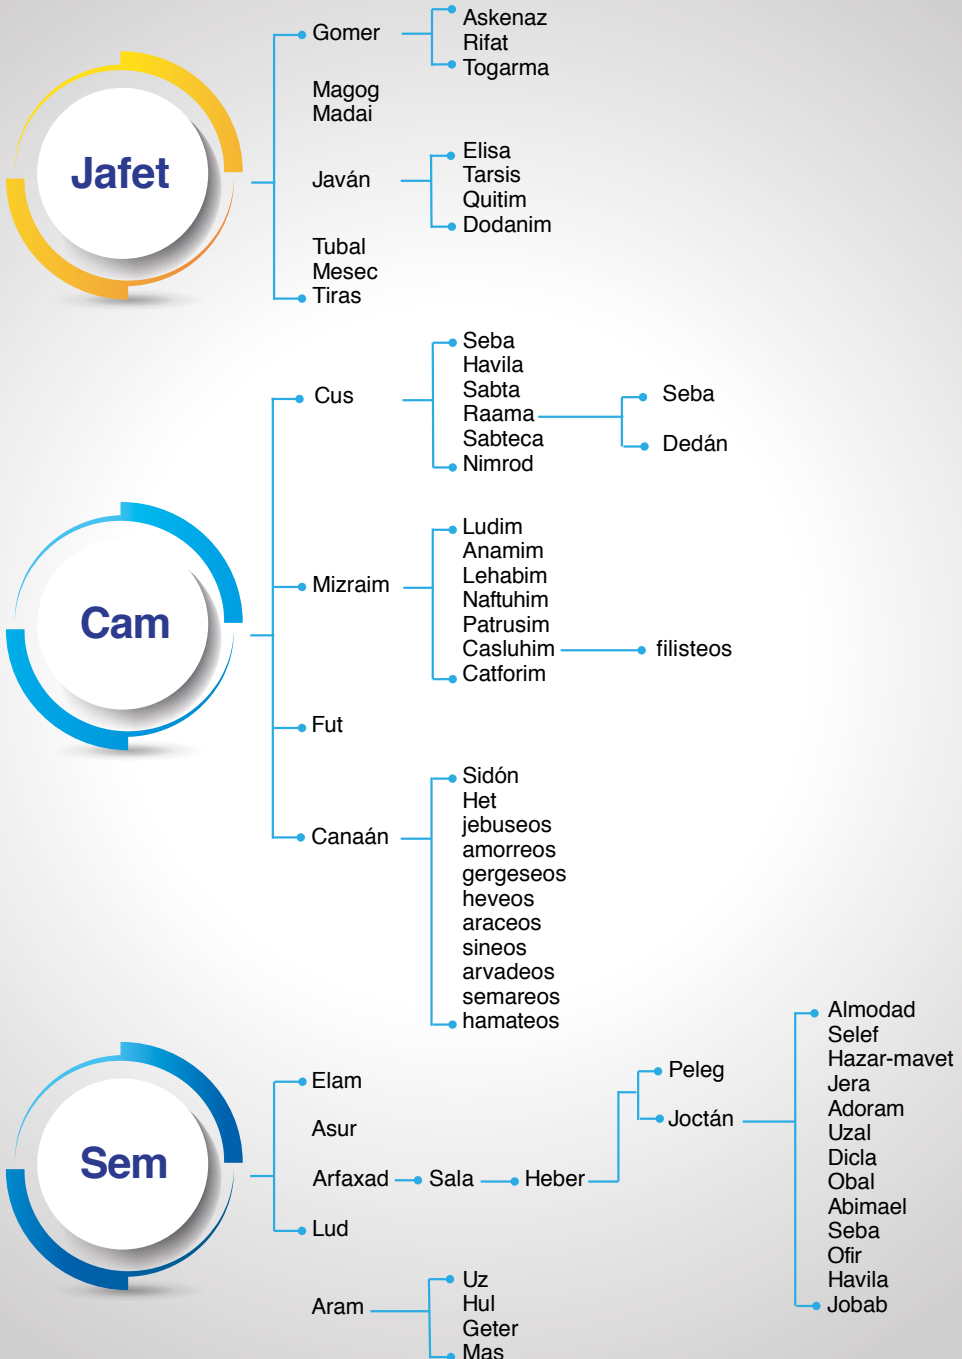 Jafet
Gomer
Askenaz
Rifat
Togarma
Magog
Madai
Javán
Elisa
Tarsis
Quitim
Dodanim
Tubal
Mesec
Tiras
Cam
Cus
Seba
Havila
Sabta
Raama
Sabteca
Nimrod
Seba
Dedán
Mizraim
Ludim
Anamim
Lehabim
Naftuhim
Patrusim
Casluhim
Catforim
filisteos
Fut
Canaán
Sidón
Het
jebuseos
amorreos
gergeseos
heveos
araceos
sineos
arvadeos
semareos
hamateos
Sem
Elam
Asur
Arfaxad
Sala
Heber
Peleg
Joctán
Almodad
Selef
Hazar-mavet
Jera
Adoram
Uzal
Dicla
Obal
Abimael
Seba
Ofir
Havila
Jobab
Lud
Aram
Uz
Hul
Geter
Mas